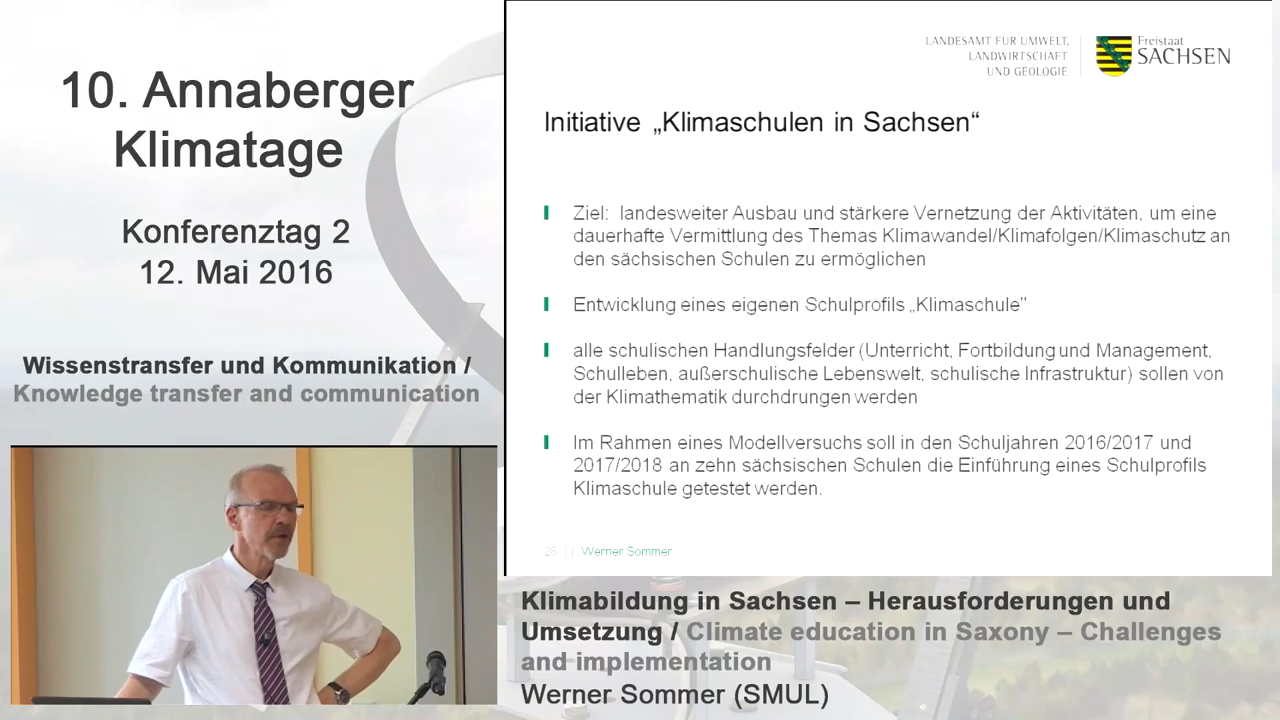 10. Annaberger
Klimatage
Konferenztag 2
12. Mai 2016
Wissenstransfer und Kommunikation /
Knowledge transfer and communication
LANDESAMT FÜR UMWELT,
LANDWIRTSCHAFT
UND GEOLOGIE
Freistaat
SACHSEN
Initiative „Klimaschulen in Sachsen“
Ziel: landesweiter Ausbau und stärkere Vernetzung der Aktivitäten, um eine
dauerhafte Vermittlung des Themas Klimawandel/Klimafolgen/Klimaschutz an
den sächsischen Schulen zu ermöglichen
Entwicklung eines eigenen Schulprofils „Klimaschule"
alle schulischen Handlungsfelder (Unterricht, Fortbildung und Management,
Schulleben, außerschulische Lebenswelt, schulische Infrastruktur) sollen von
der Klimathematik durchdrungen werden
Im Rahmen eines Modellversuchs soll in den Schuljahren 2016/2017 und
2017/2018 an zehn sächsischen Schulen die Einführung eines Schulprofils
Klimaschule getestet werden.
28 || Werner Sommer
Klimabildung in Sachsen – Herausforderungen und
Umsetzung / Climate education in Saxony – Challenges
and implementation
Werner Sommer (SMUL)